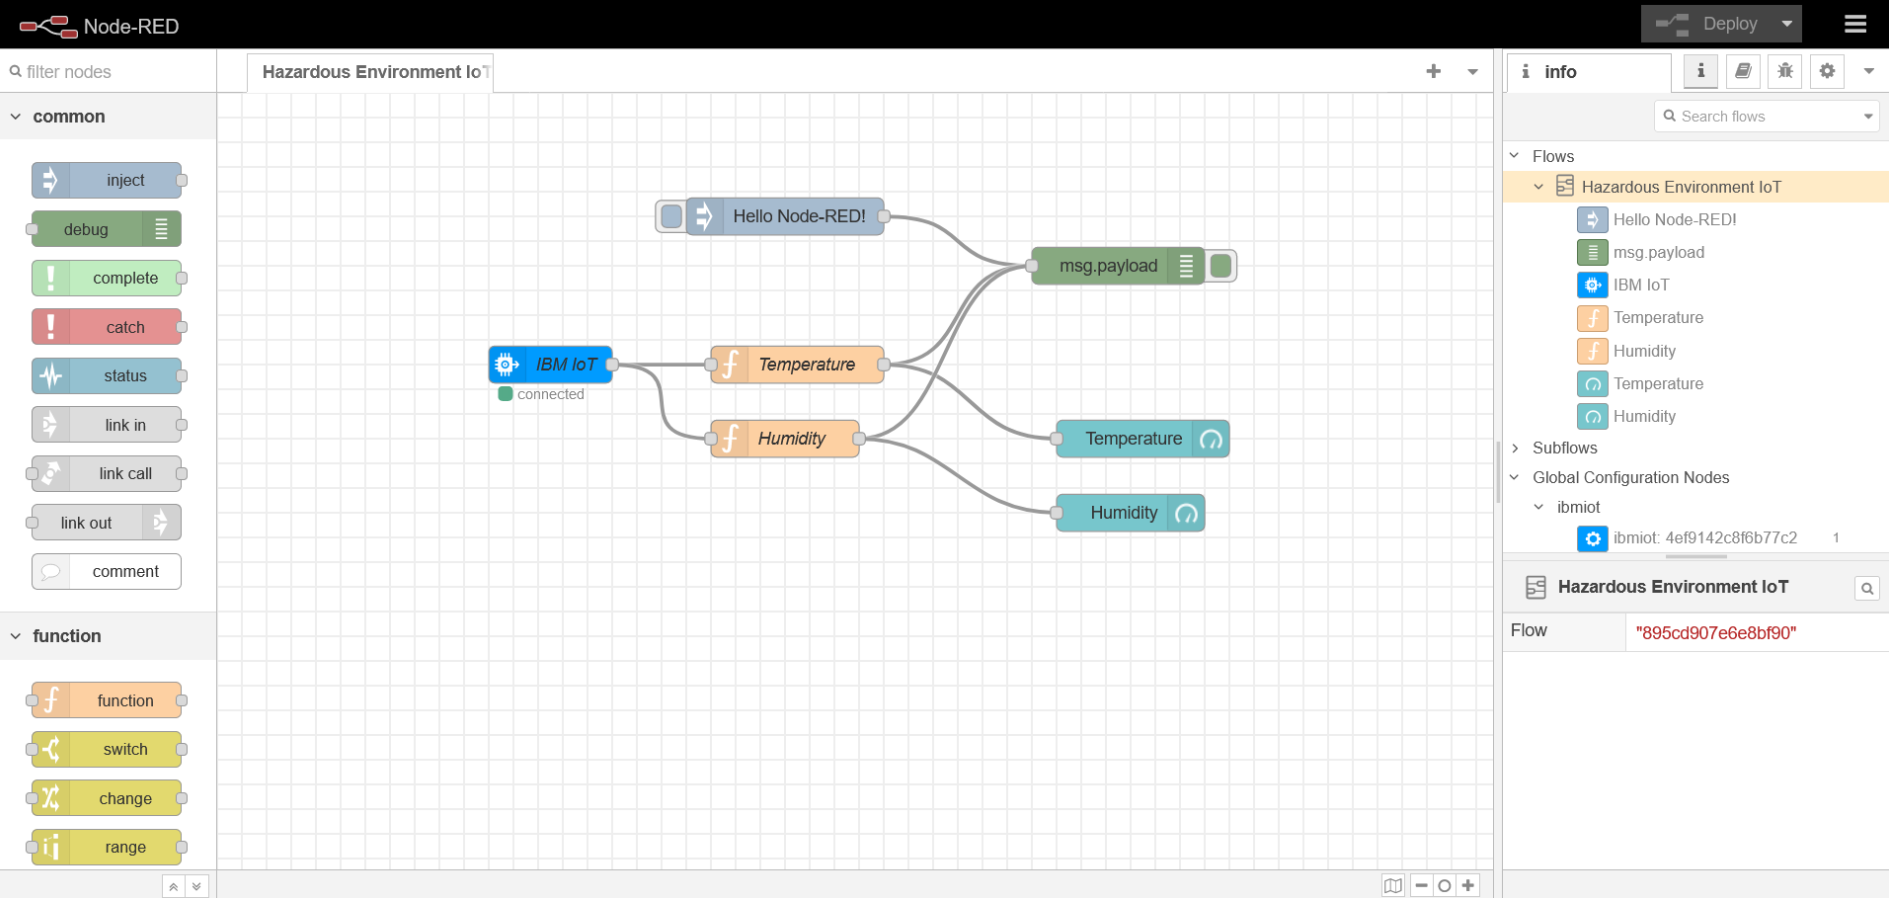 Node-RED
Deploy
filter nodes
Hazardous Environment IoT
info
common
Search flows
inject
debug
complete
catch
status
link in
link call
link out
comment
function
function
switch
change
range
Hello Node-RED!
msg.payload
IBM IoT
connected
Temperature
Humidity
Temperature
Humidity
Flows
Hazardous Environment IoT
Hello Node-RED!
msg.payload
IBM IoT
Temperature
Humidity
Temperature
Humidity
Subflows
Global Configuration Nodes
ibmiot
ibmiot: 4ef9142c8f6b77c2 1
Hazardous Environment IoT
Flow "895cd907e6e8bf90"